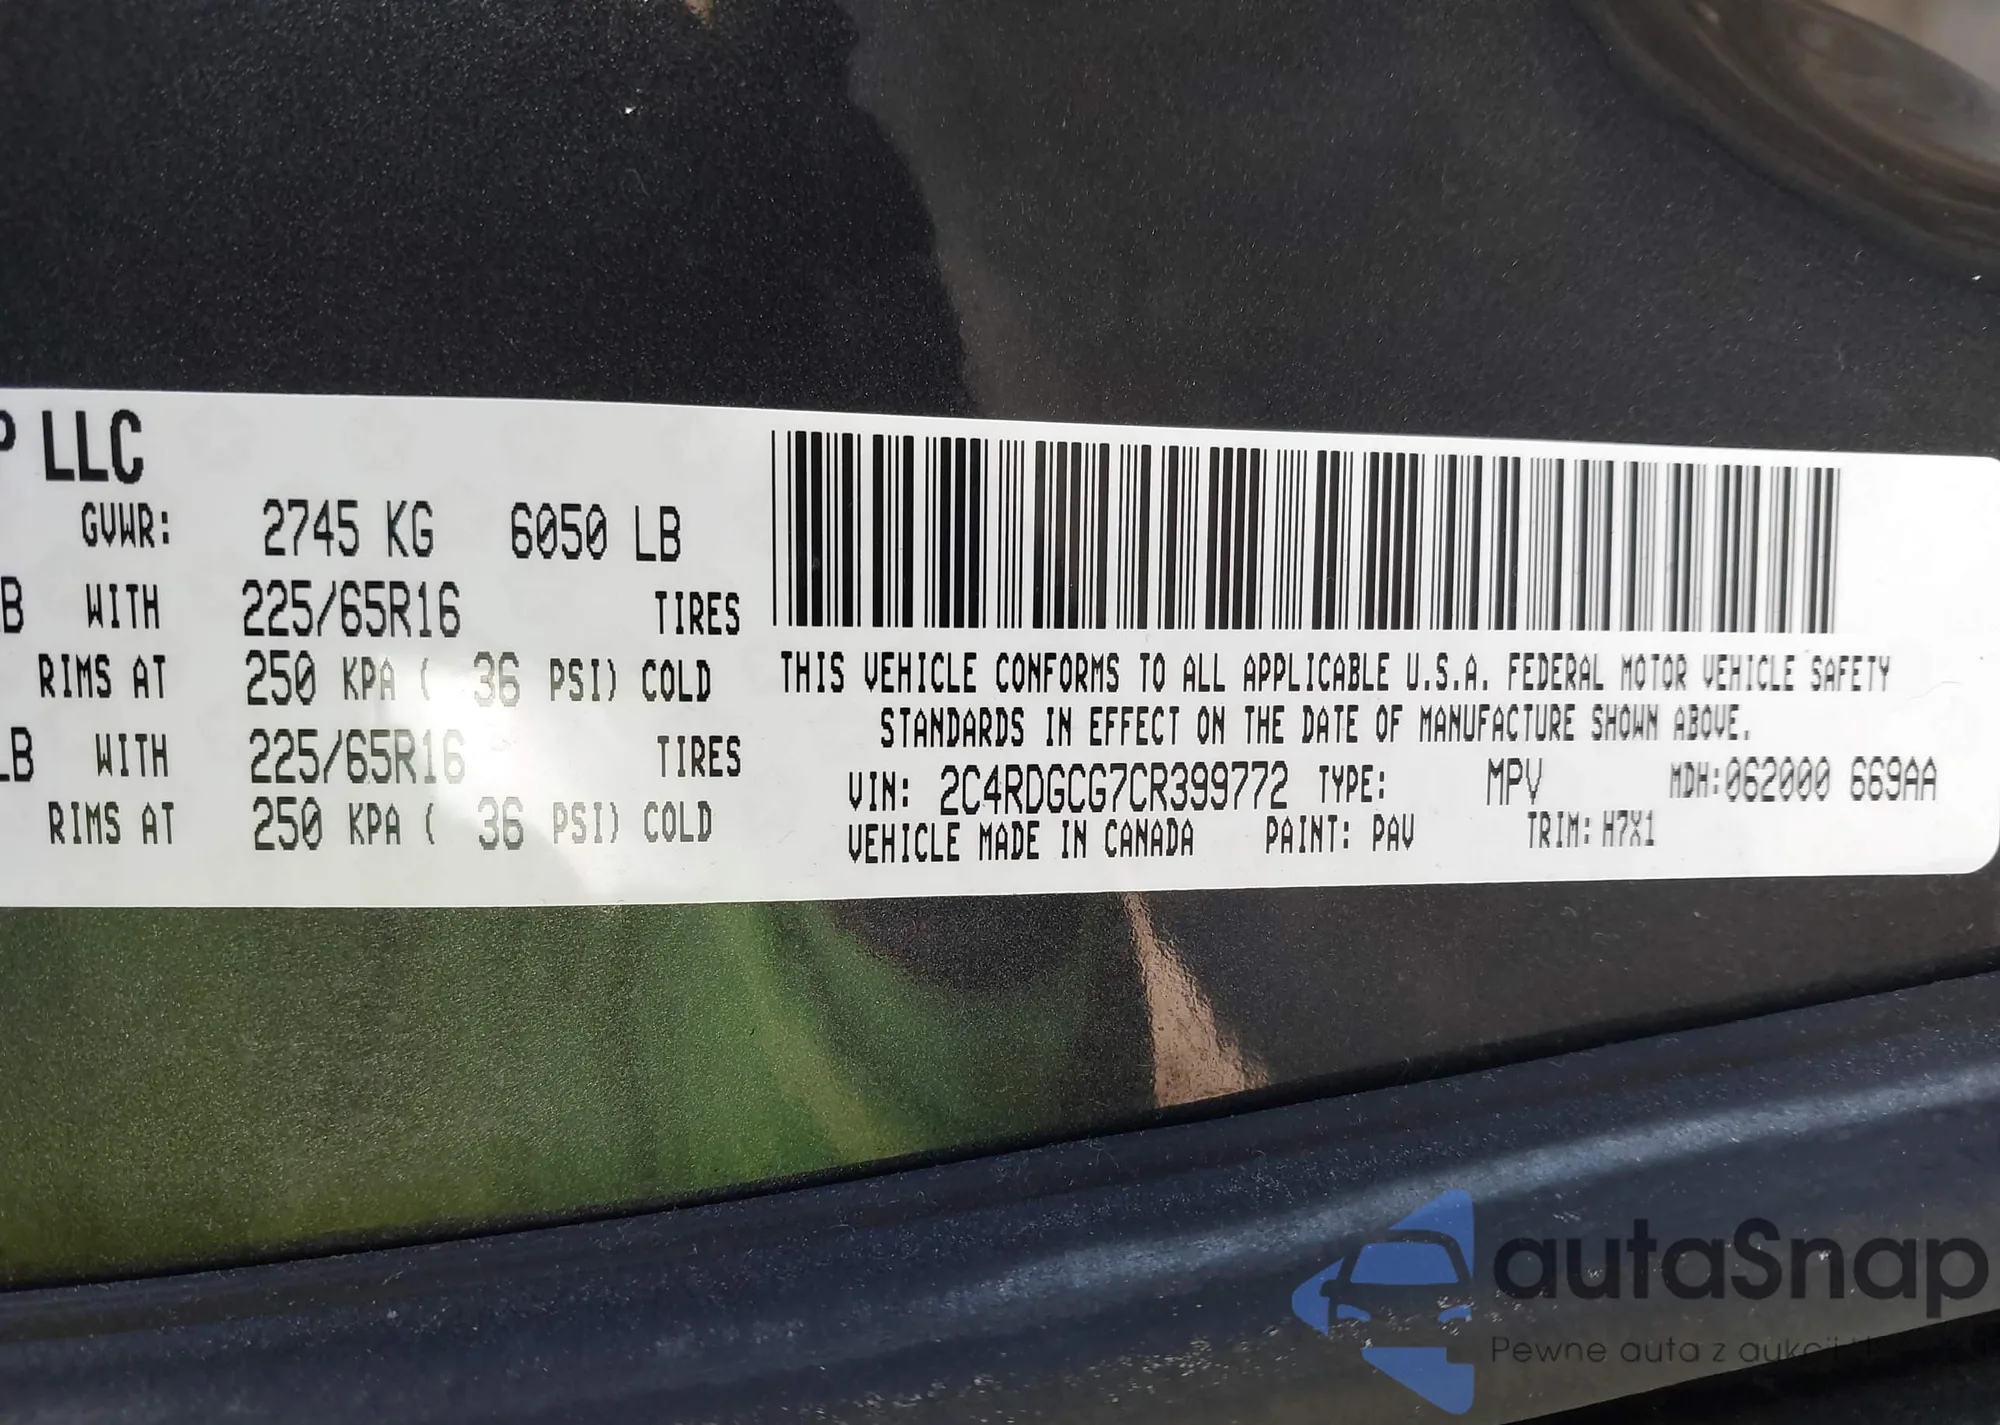 P LLC
GVWR: 2745 KG 6050 LB
B WITH 225/65R16 TIRES
RIMS AT 250 KPA ( 36 PSI) COLD
LB WITH 225/65R16 TIRES
RIMS AT 250 KPA ( 36 PSI) COLD
THIS VEHICLE CONFORMS TO ALL APPLICABLE U.S.A. FEDERAL MOTOR VEHICLE SAFETY
STANDARDS IN EFFECT ON THE DATE OF MANUFACTURE SHOWN ABOVE.
VIN: 2C4RDGCG7CR399772 TYPE: MPV MDH:062000 669AA
VEHICLE MADE IN CANADA PAINT: PAV TRIM: H7X1
autaSnap
Pewne auta z aukcji